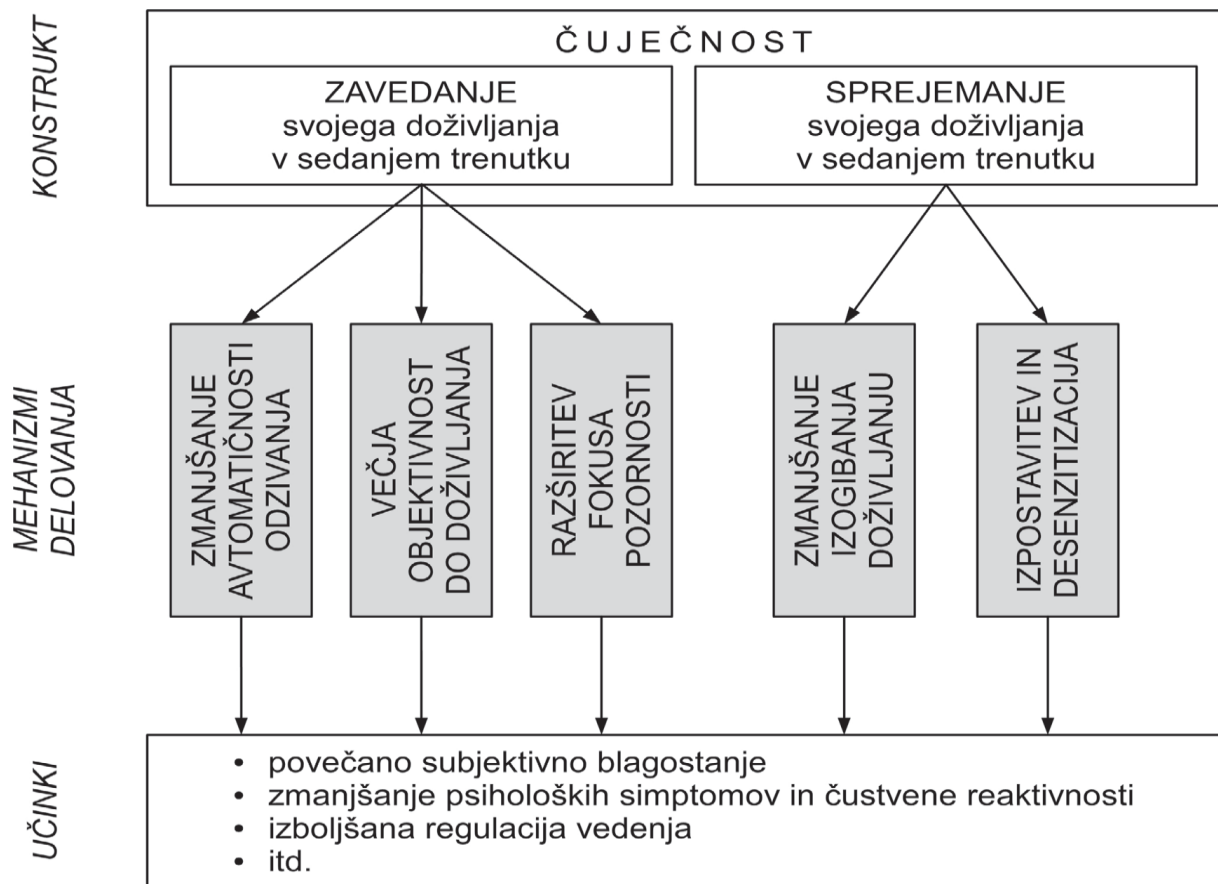 KONSTRUKT
ČUJEČNOST
ZAVEDANJE
svojega doživljanja
v sedanjem trenutku
SPREJEMANJE
svojega doživljanja
v sedanjem trenutku
MEHANIZMI
DELOVANJA
ZMANJŠANJE
AVTOMATIČNOSTI
ODZIVANJA
VEČJA
OBJEKTIVNOST
DO DOŽIVLJANJA
RAZŠIRITEV
FOKUSA
POZORNOSTI
ZMANJŠANJE
IZOGIBANJA
DOŽIVLJANJU
IZPOSTAVITEV IN
DESENZITIZACIJA
UČINKI
• povečano subjektivno blagostanje
• zmanjšanje psiholoških simptomov in čustvene reaktivnosti
• izboljšana regulacija vedenja
• itd.